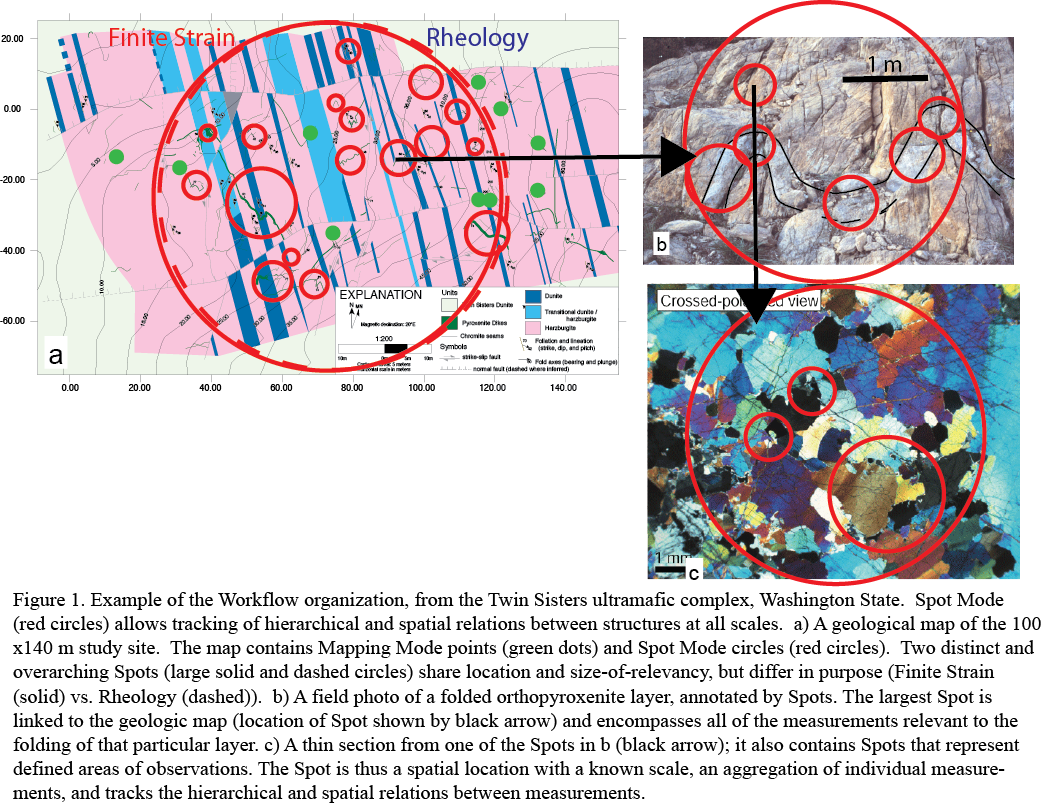 Finite Strain
Rheology
20.00
0.00
-20.00
-40.00
-60.00
0.00
20.00
40.00
60.00
80.00
100.00
120.00
140.00
a
EXPLANATION
N MN
Magnetic declination: 20°E
1:200
10m
0m
5m
10m
Units
Sisters Dunite
Pyroxenite Dikes
Chromite seams
Symbols
strike-slip fault
normal fault (dashed where inferred)
Dunite
Transitional dunite /
harzburgite
Harzburgite
Foliation and lineation
(strike, dip, and pitch)
Fold axes (bearing and plunge)
1 m
b
Crossed-po view
1 mm
c
Figure 1. Example of the Workflow organization, from the Twin Sisters ultramafic complex, Washington State. Spot Mode
(red circles) allows tracking of hierarchical and spatial relations between structures at all scales. a) A geological map of the 100
x140 m study site. The map contains Mapping Mode points (green dots) and Spot Mode circles (red circles). Two distinct and
overarching Spots (large solid and dashed circles) share location and size-of-relevancy, but differ in purpose (Finite Strain
(solid) vs. Rheology (dashed)). b) A field photo of a folded orthopyroxenite layer, annotated by Spots. The largest Spot is
linked to the geologic map (location of Spot shown by black arrow) and encompasses all of the measurements relevant to the
folding of that particular layer. c) A thin section from one of the Spots in b (black arrow); it also contains Spots that represent
defined areas of observations. The Spot is thus a spatial location with a known scale, an aggregation of individual measure-
ments, and tracks the hierarchical and spatial relations between measurements.